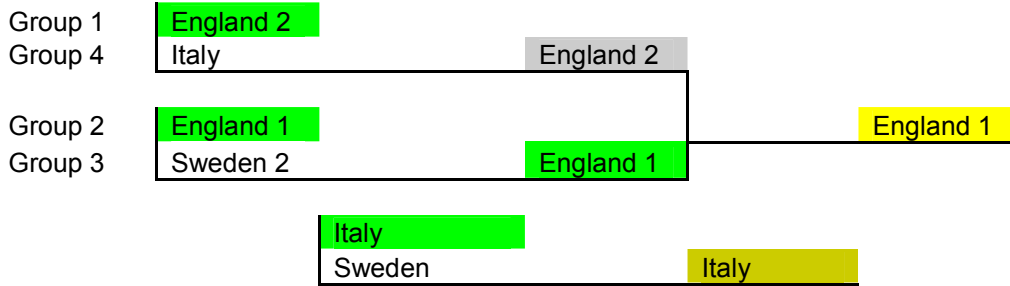 Group 1 England 2
Group 4 Italy England 2
Group 2 England 1 England 1
Group 3 Sweden 2 England 1
Italy
Sweden Italy